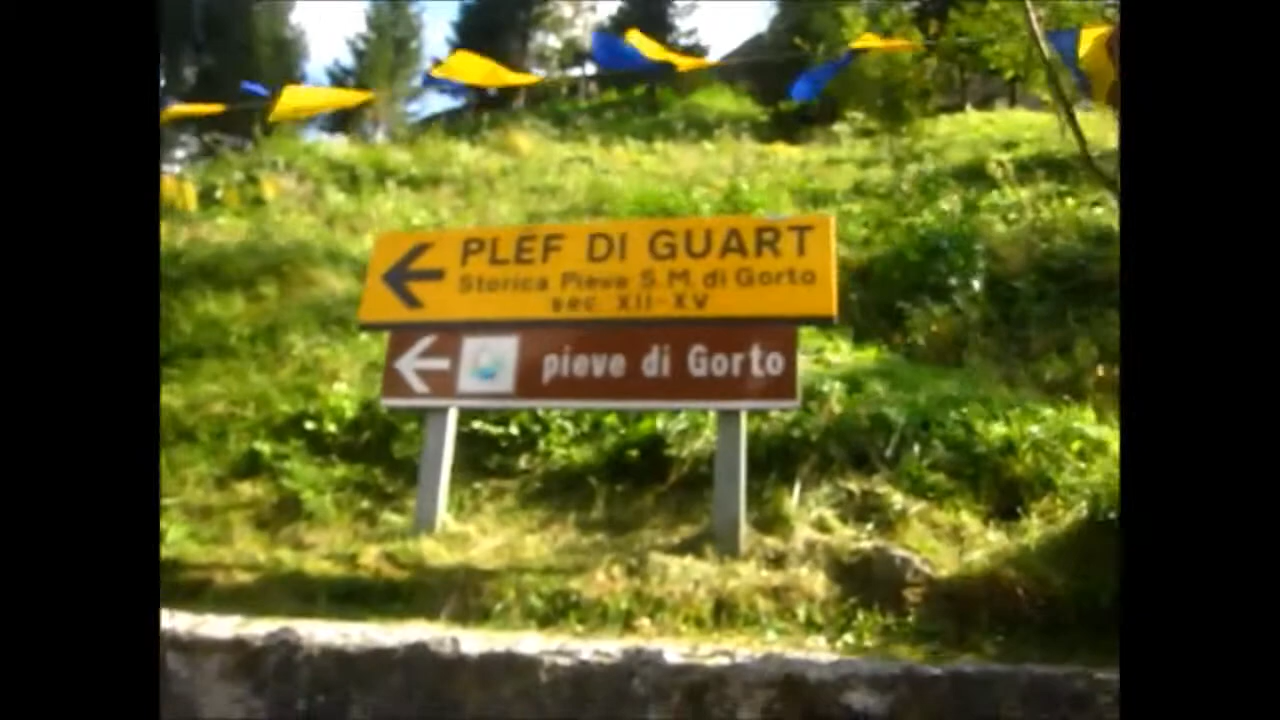 PLEF DI GUART
Storica Pieve S.M. di Gorto
SEC. XII-XV
pieve di Gorto